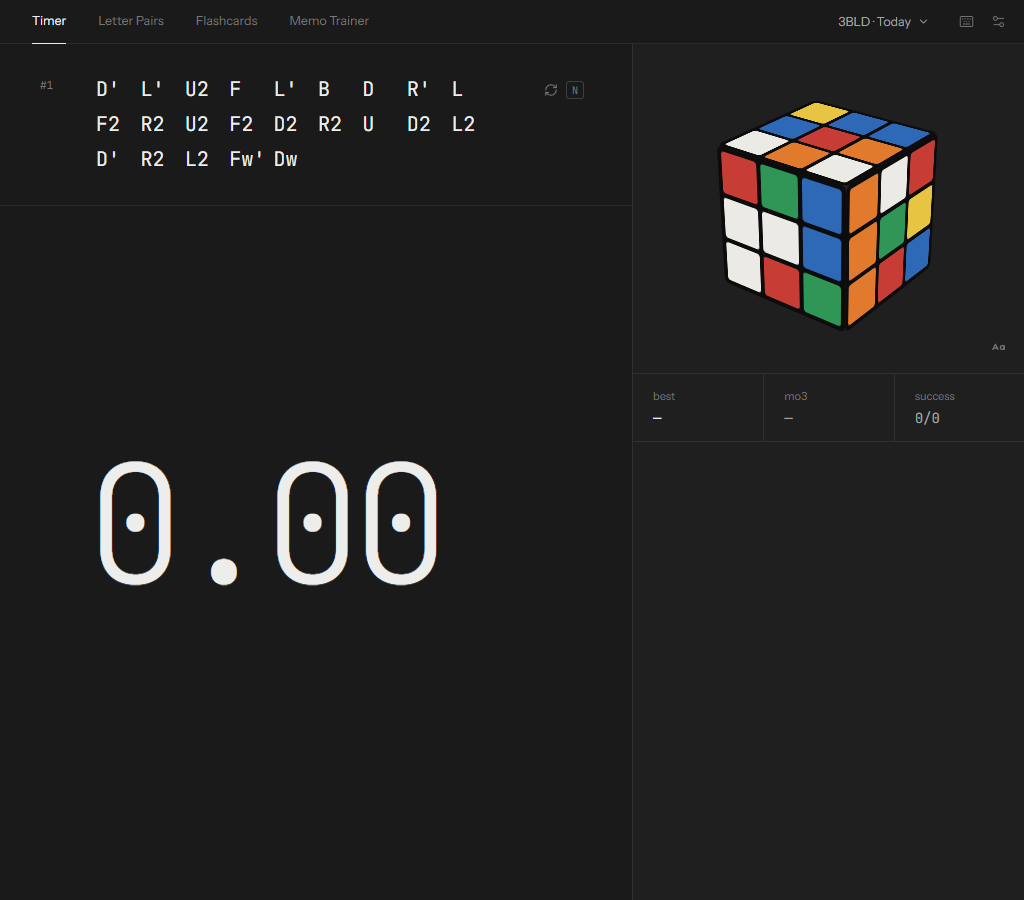 Timer Letter Pairs Flashcards Memo Trainer 3BLD · Today
#1 D' L' U2 F L' B D R' L N
F2 R2 U2 F2 D2 R2 U D2 L2
D' R2 L2 Fw' Dw
Aa
best mo3 success
– – 0/0
0.00